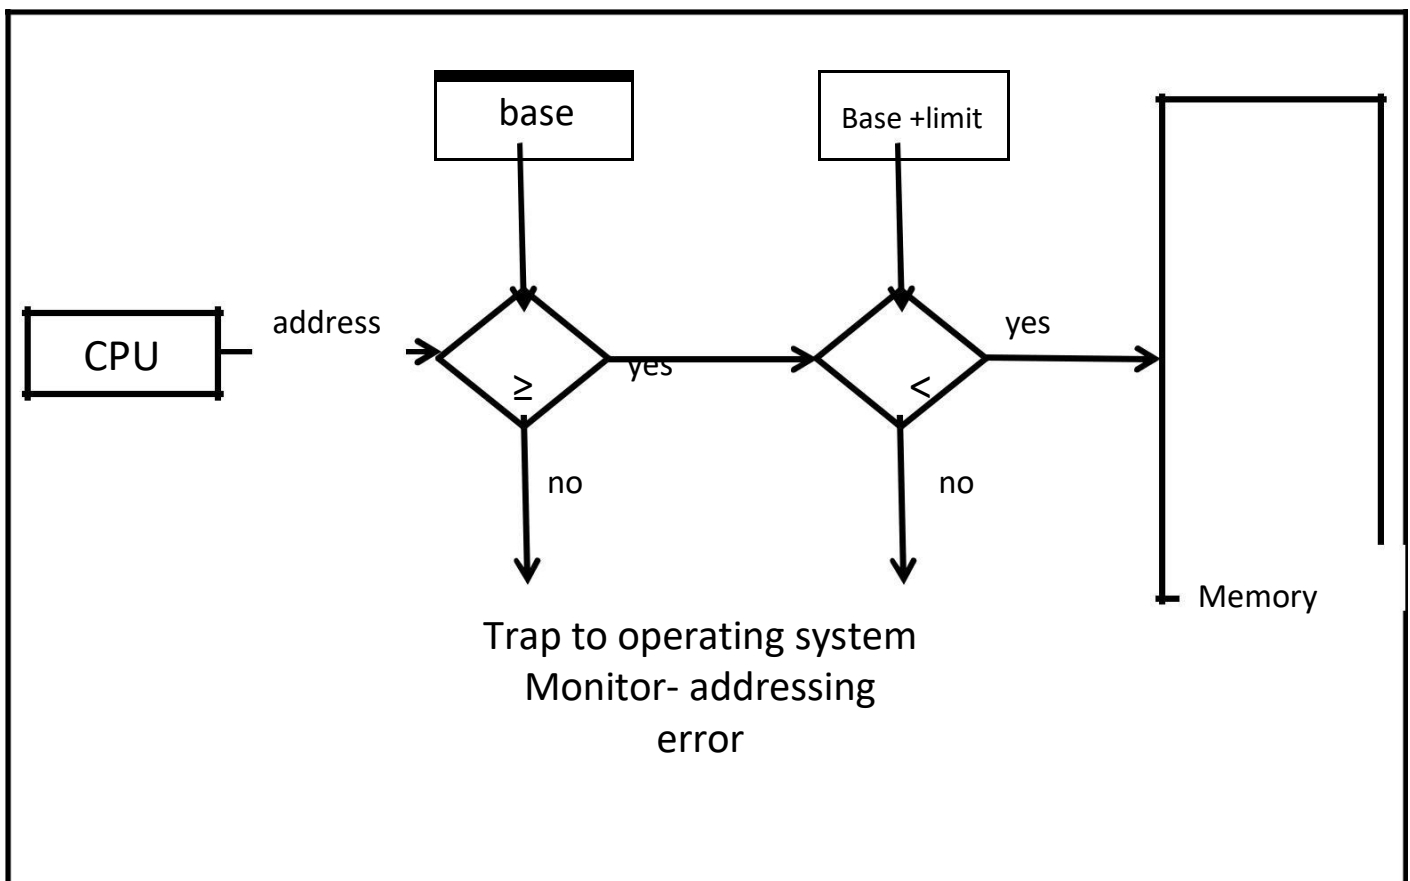 base
Base +limit
address
yes
CPU
yes
≥
<
no
no
Memory
Trap to operating system
Monitor- addressing
error